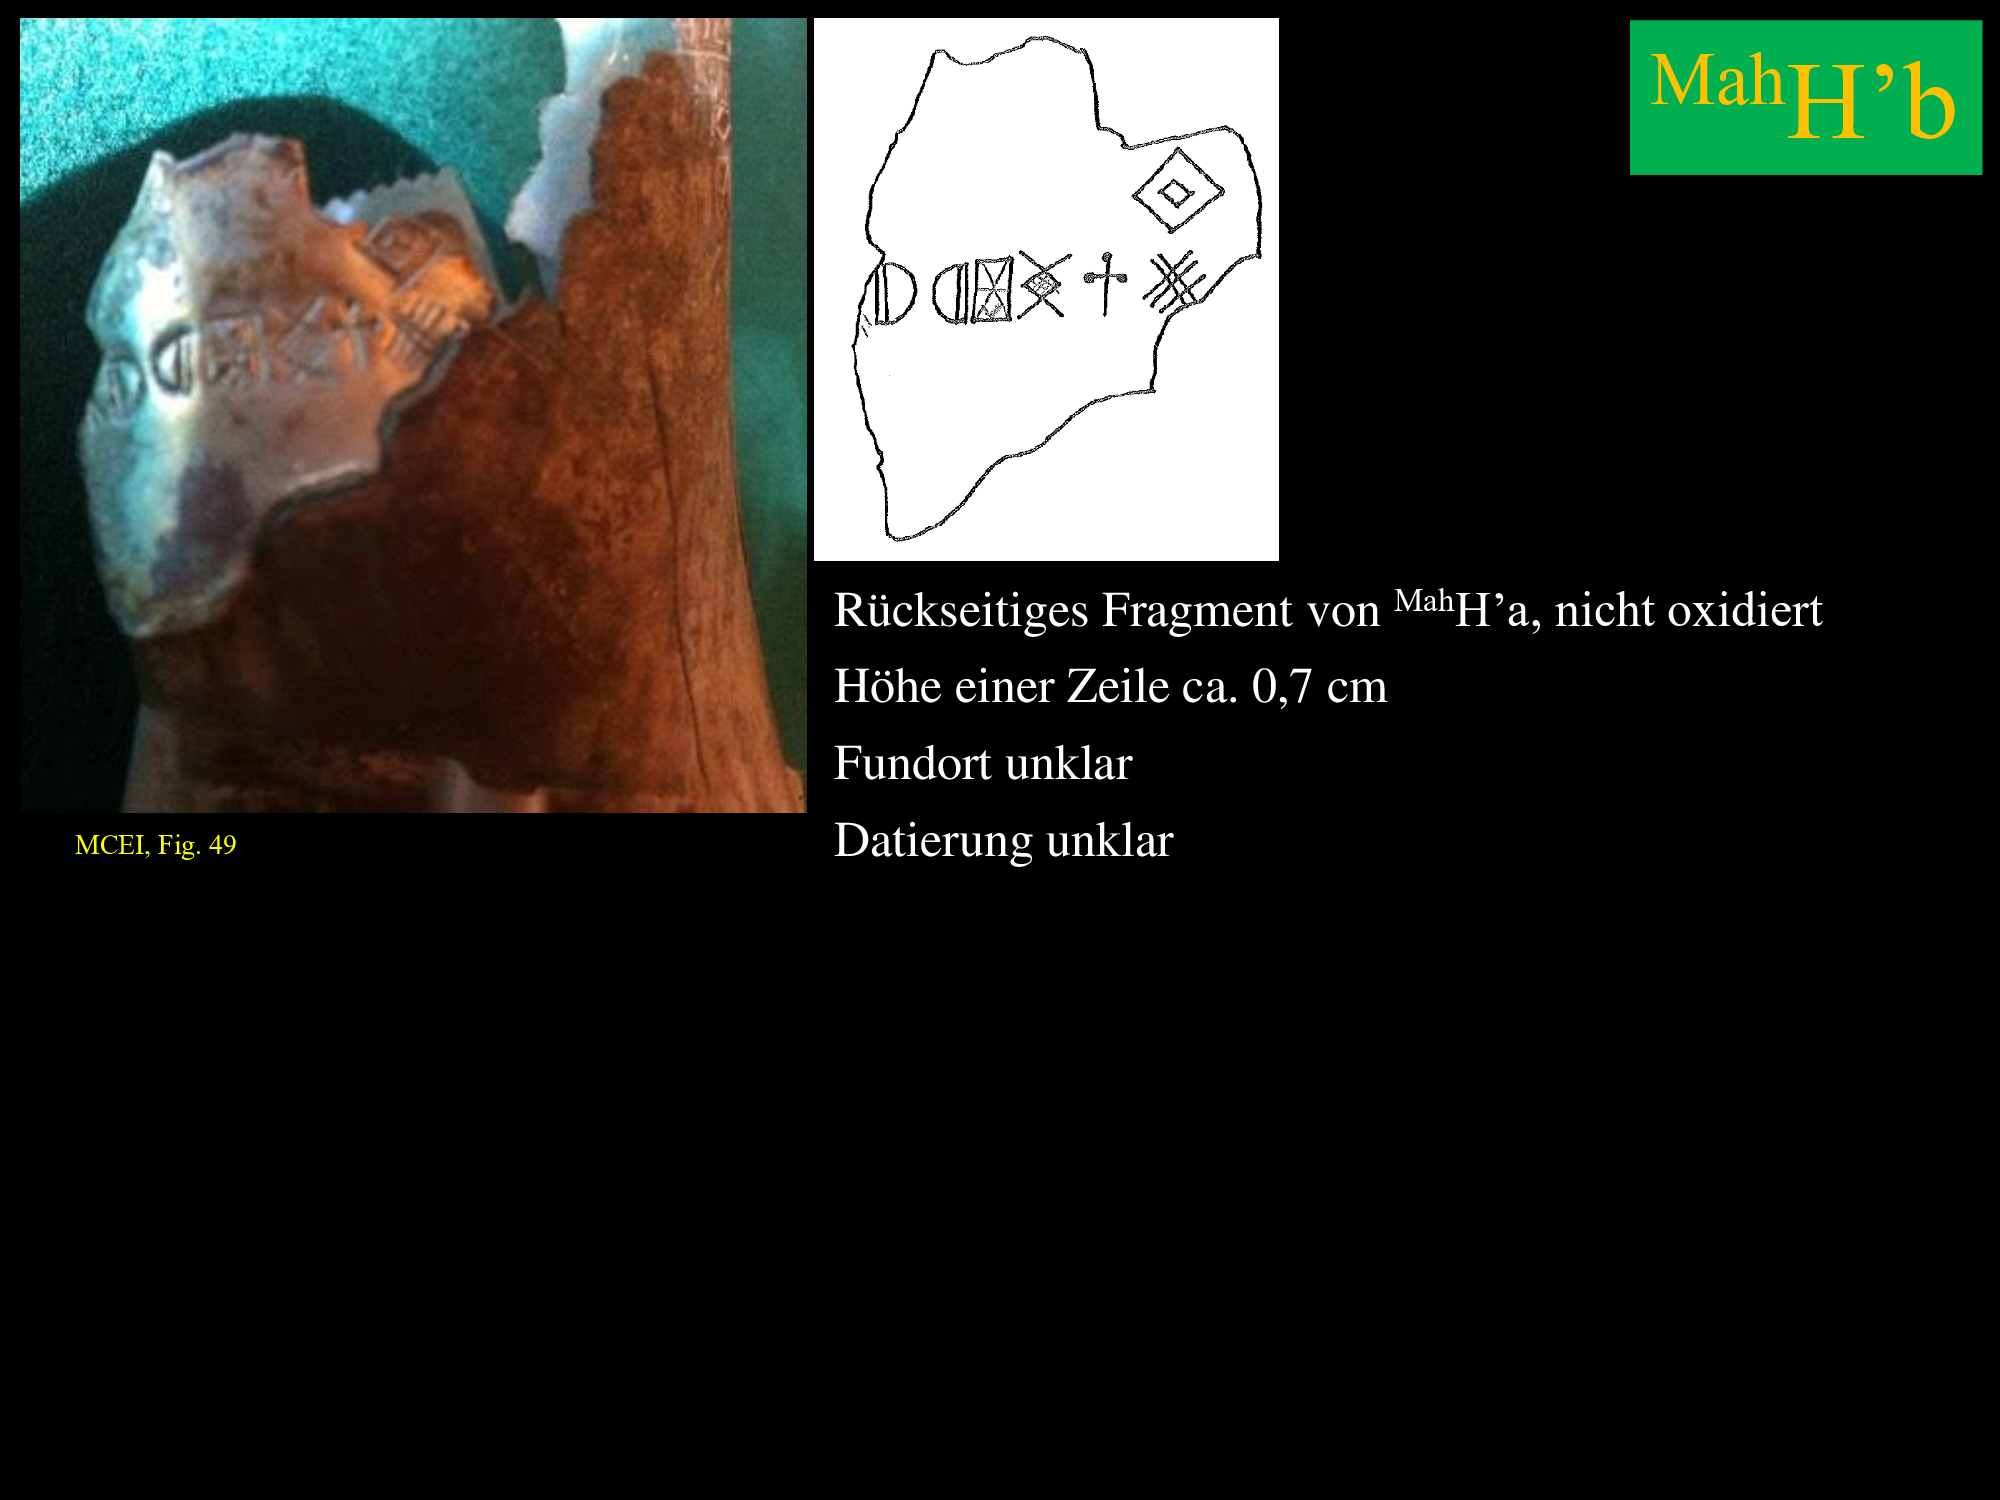 MahH’b
Rückseitiges Fragment von MahH’a, nicht oxidiert
Höhe einer Zeile ca. 0,7 cm
Fundort unklar
Datierung unklar
MCEI, Fig. 49